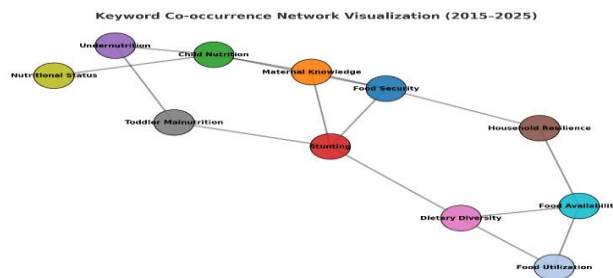 Keyword Co-occurrence Network Visualization (2015–2025)
Undernutrition
Child Nutrition
Nutritional Status
Maternal Knowledge
Food Security
Toddler Malnutrition
Household Resilience
Stunting
Food Availabilit
Dietary Diversity
Food Utilization